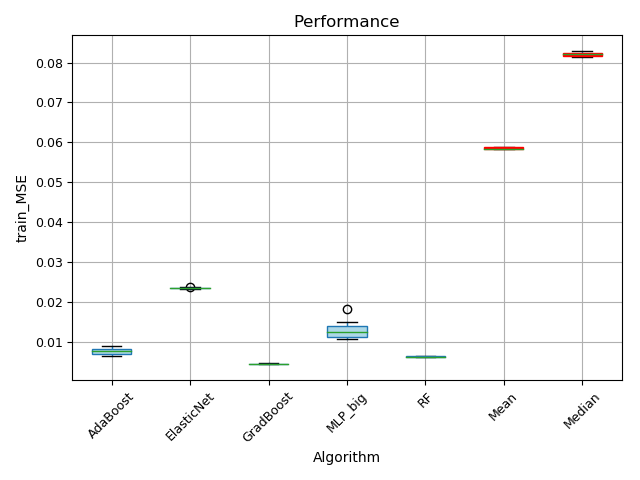 Performance
train_MSE
0.08
0.07
0.06
0.05
0.04
0.03
0.02
0.01
AdaBoost
ElasticNet
GradBoost
MLP_big
RF
Mean
Median
Algorithm